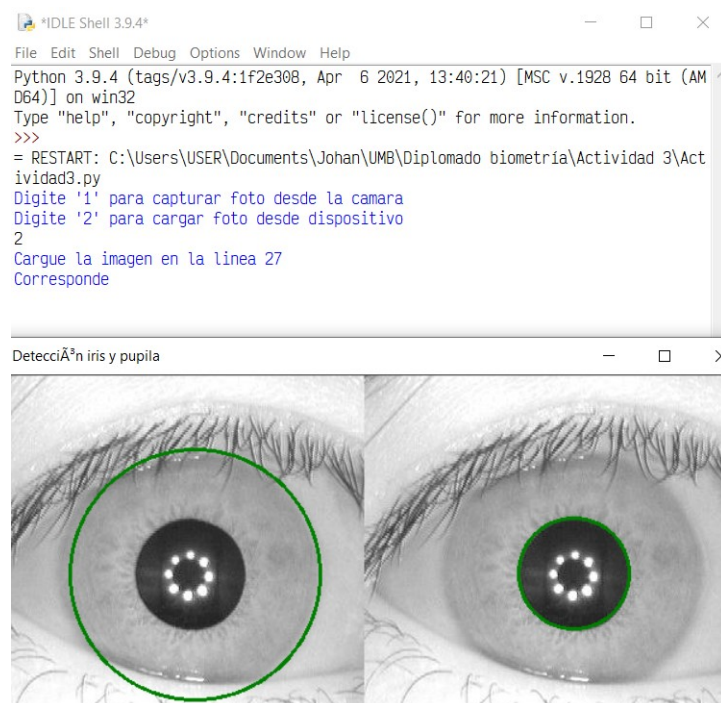 *IDLE Shell 3.9.4*
File Edit Shell Debug Options Window Help
Python 3.9.4 (tags/v3.9.4:1f2e308, Apr  6 2021, 13:40:21) [MSC v.1928 64 bit (AM
D64)] on win32
Type "help", "copyright", "credits" or "license()" for more information.
>>>
= RESTART: C:\Users\USER\Documents\Johan\UMB\Diplomado biometría\Actividad 3\Act
ividad3.py
Digite '1' para capturar foto desde la camara
Digite '2' para cargar foto desde dispositivo
2
Cargue la imagen en la linea 27
Corresponde
DetecciÃ³n iris y pupila